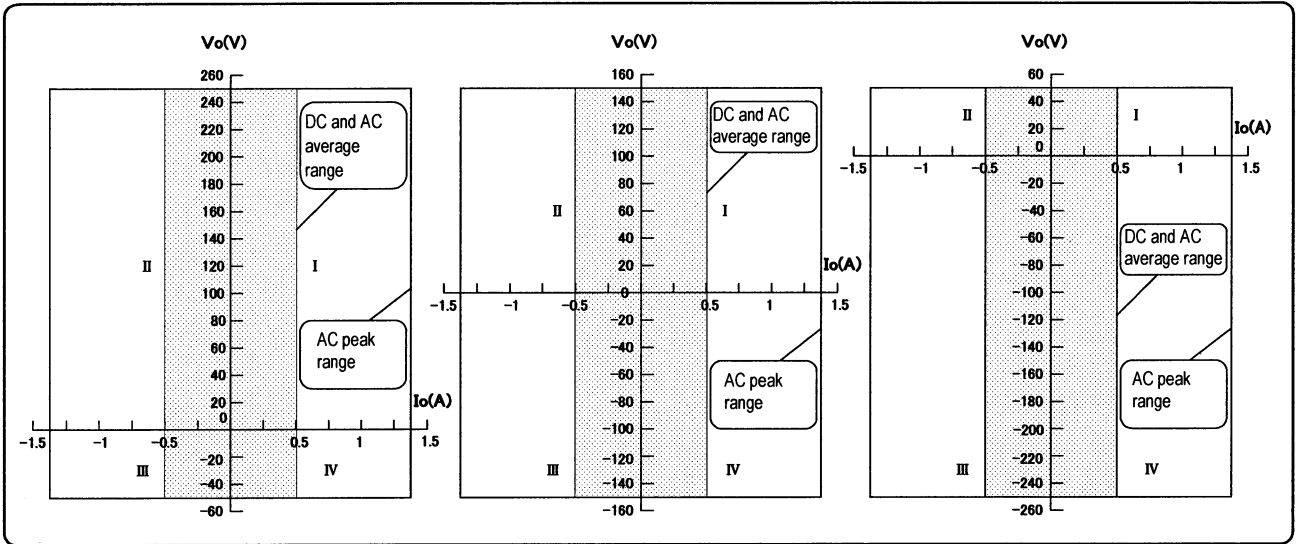 Vo(V)
260
240
220
200
180
160
140
120
100
80
60
40
20
0
-20
-40
-60
-1.5
-1
-0.5
0.5
1
1.5
Io(A)
DC and AC
average
range
AC peak
range
II
I
III
IV
Vo(V)
160
140
120
100
80
60
40
20
0
-20
-40
-60
-80
-100
-120
-140
-160
-1.5
-1
-0.5
0.5
1
1.5
Io(A)
DC and AC
average range
AC peak
range
II
I
III
IV
Vo(V)
60
40
20
0
-20
-40
-60
-80
-100
-120
-140
-160
-180
-200
-220
-240
-260
-1.5
-1
-0.5
0.5
1
1.5
Io(A)
DC and AC
average range
AC peak
range
II
I
III
IV